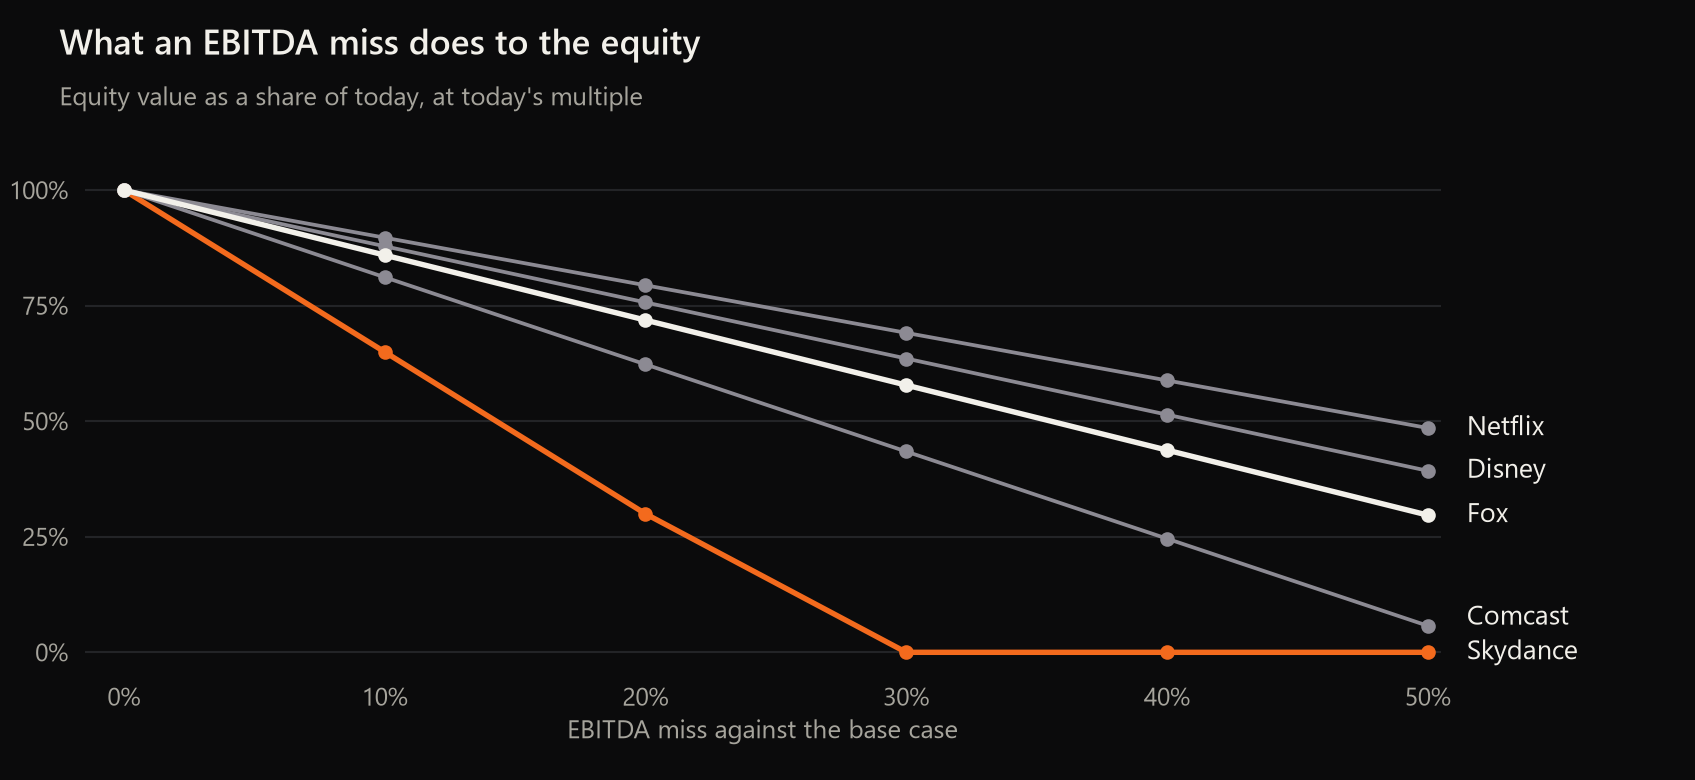 What an EBITDA miss does to the equity
Equity value as a share of today, at today's multiple
100%
75%
50%
25%
0%
Netflix
Disney
Fox
Comcast
Skydance
0% 10% 20% 30% 40% 50%
EBITDA miss against the base case